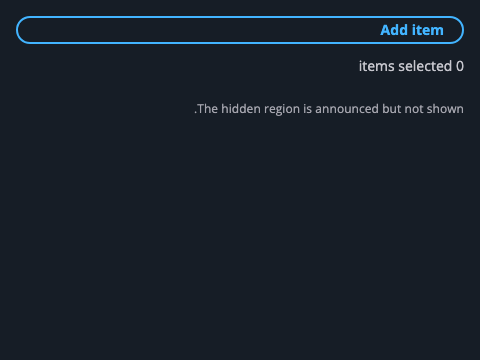 Add item
items selected 0
.The hidden region is announced but not shown